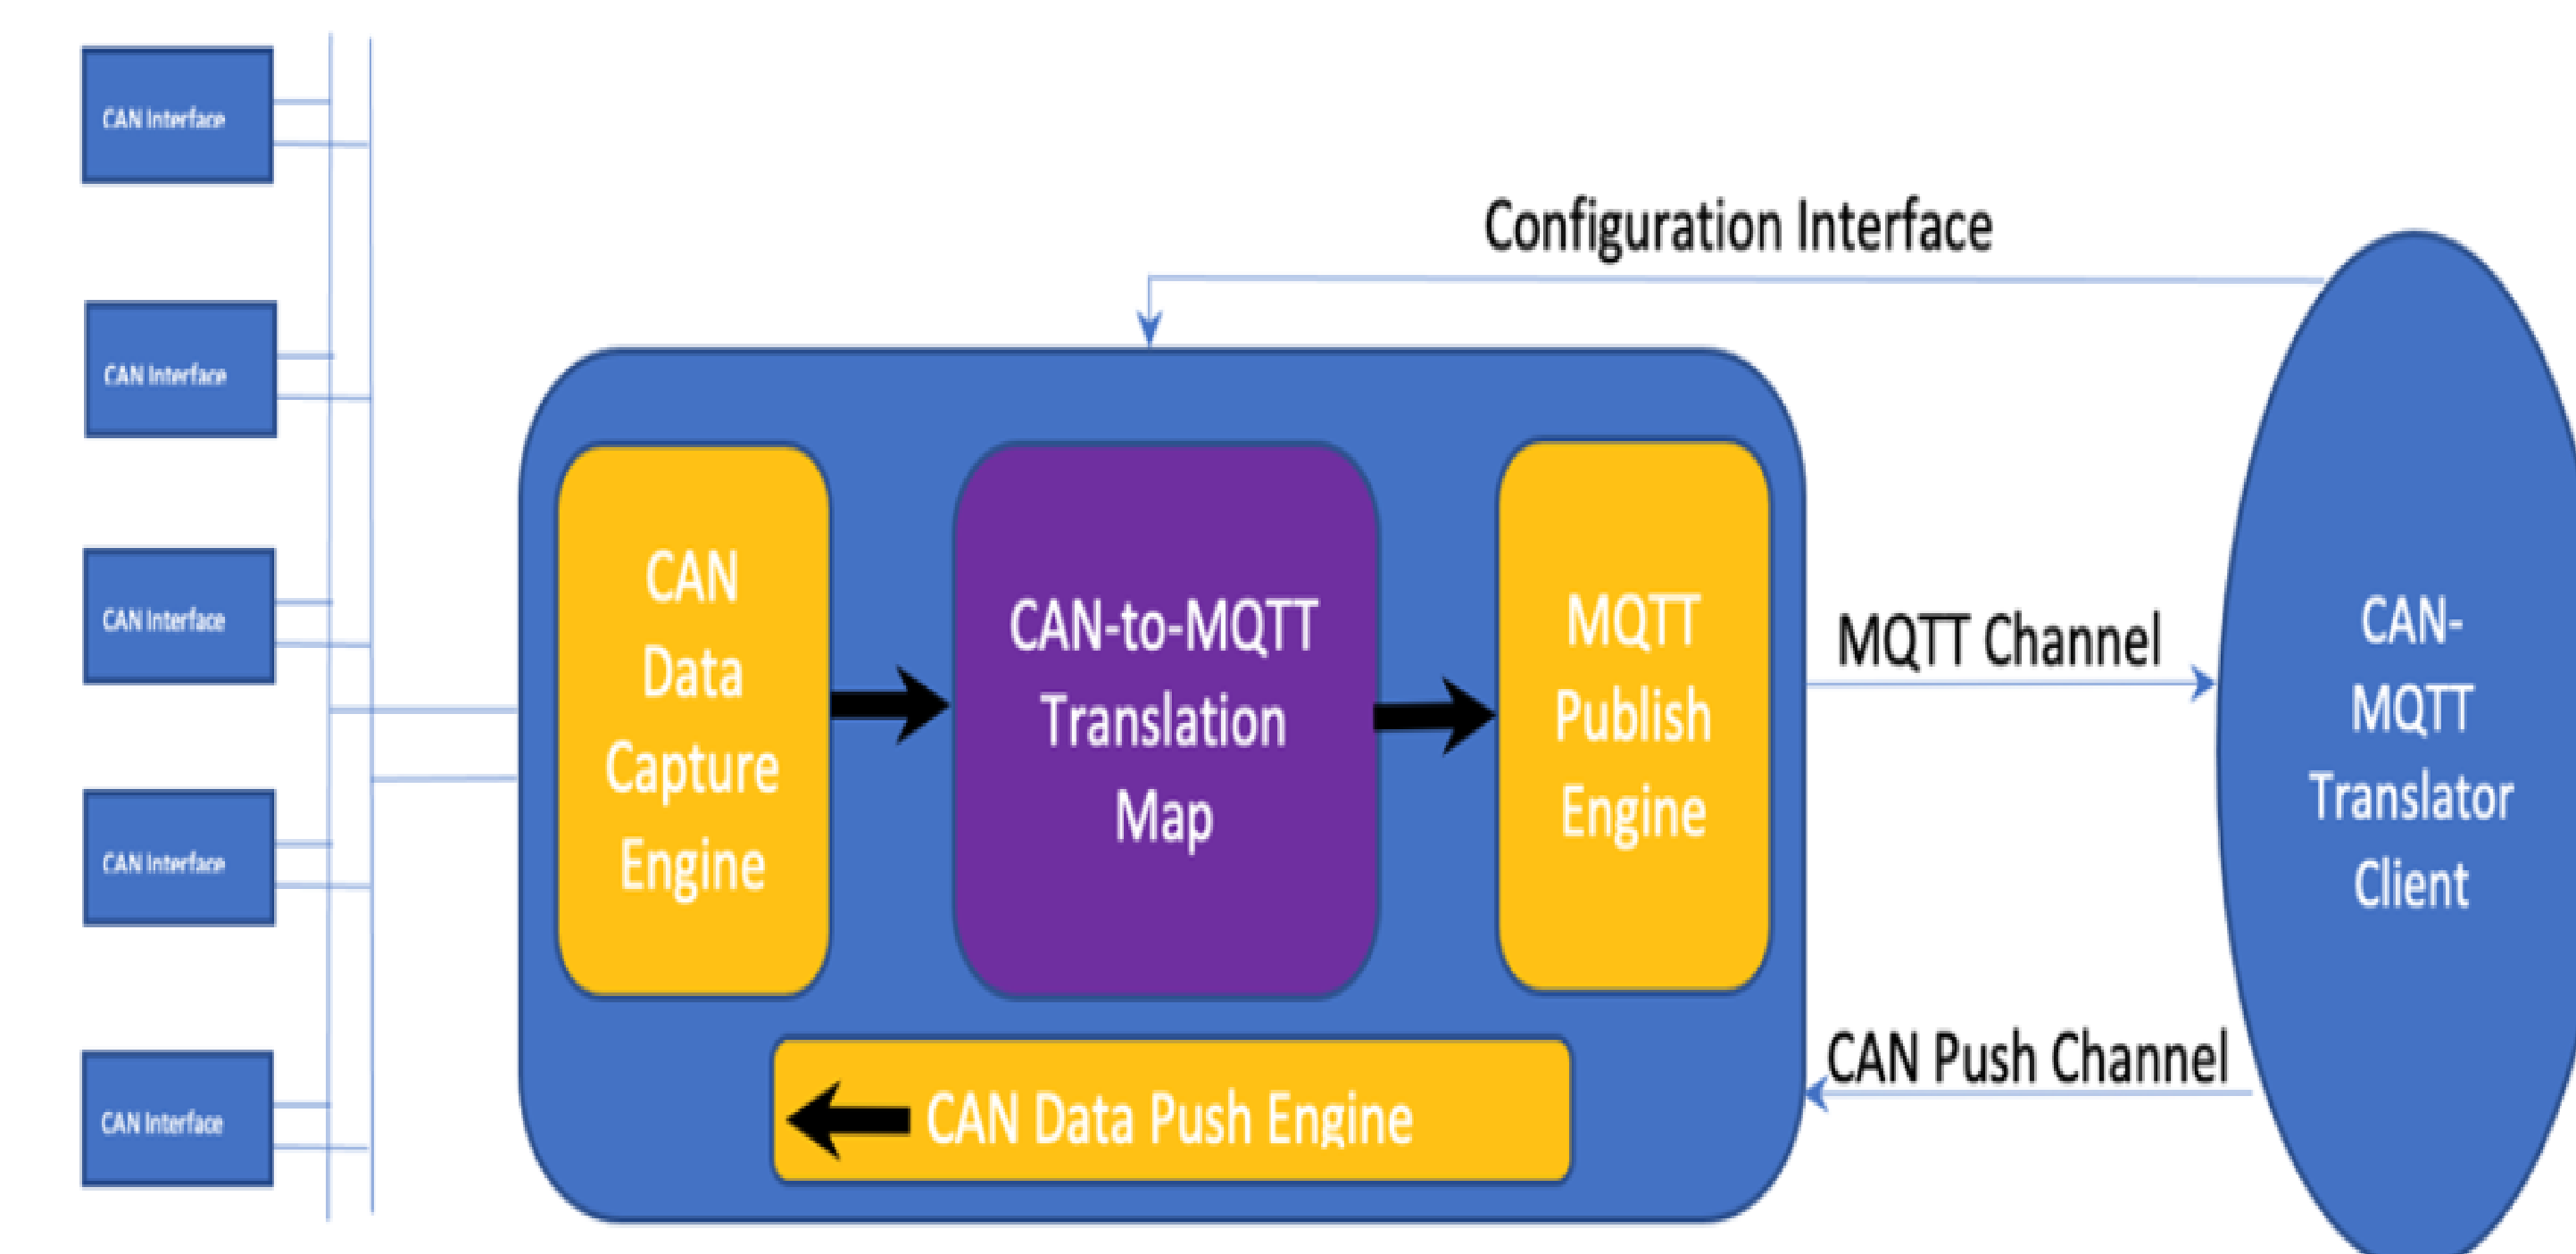 CAN Interface
CAN Interface
CAN Interface
CAN Interface
CAN Interface
Configuration Interface
CAN
Data
Capture
Engine
CAN-to-MQTT
Translation
Map
MQTT
Publish
Engine
CAN Data Push Engine
MQTT Channel
CAN Push Channel
CAN-
MQTT
Translator
Client